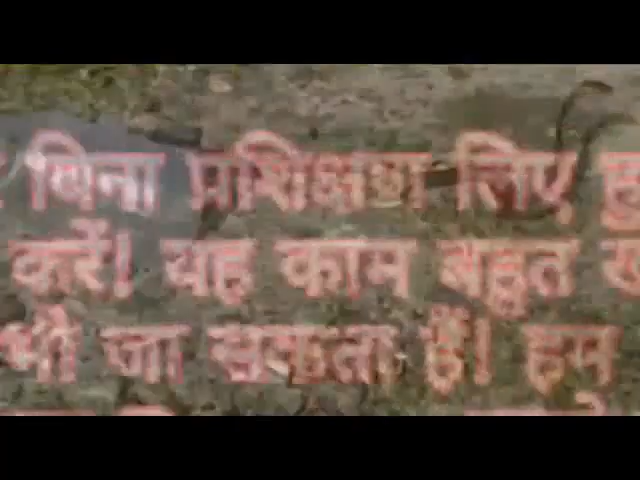 बिना प्रशिक्षण लिए
करें! यह काम बहुत
भी जा सकता हैं! हम